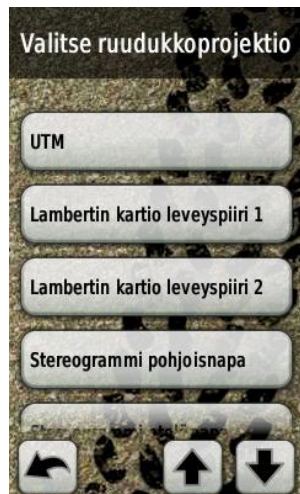 Valitse ruudukkoprojektio
UTM
Lambertin kartio leveyspiiri 1
Lambertin kartio leveyspiiri 2
Stereogrammi pohjoisnapa